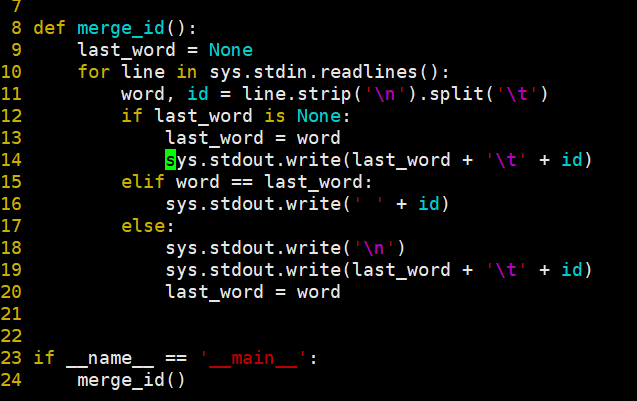 7
8 def merge_id():
9     last_word = None
10     for line in sys.stdin.readlines():
11         word, id = line.strip('\n').split('\t')
12         if last_word is None:
13             last_word = word
14             sys.stdout.write(last_word + '\t' + id)
15         elif word == last_word:
16             sys.stdout.write(' ' + id)
17         else:
18             sys.stdout.write('\n')
19             sys.stdout.write(last_word + '\t' + id)
20             last_word = word
21
22
23 if __name__ == '__main__':
24     merge_id()